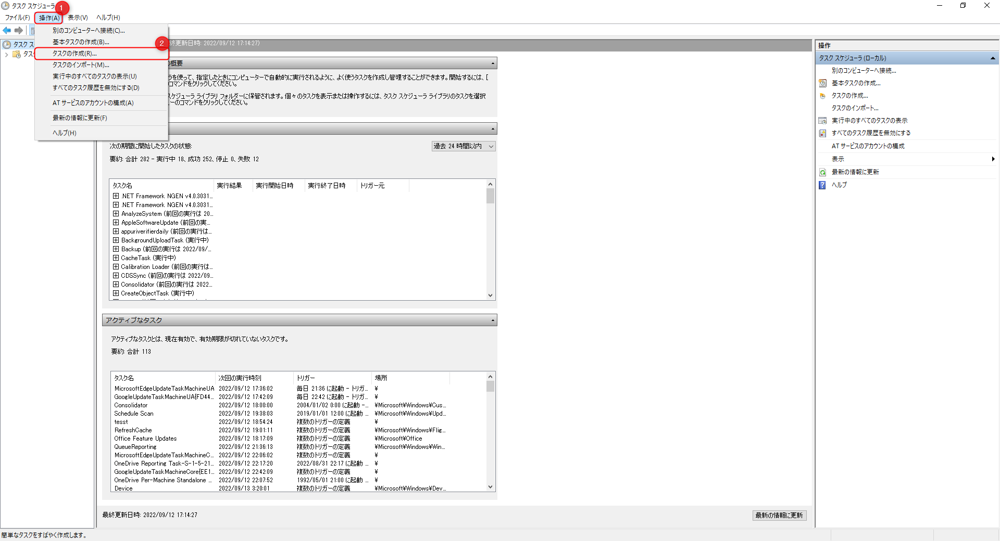 タスク スケジューラ
1
ファイル(F) 操作(A) 表示(V) ヘルプ(H)
別のコンピューターへ接続(C)...
基本タスクの作成(B)...
2
タスクの作成(R)...
タスクのインポート(M)...
実行中のすべてのタスクの表示(U)
すべてのタスク履歴を無効にする(D)
AT サービスのアカウントの構成(A)
最新の情報に更新(F)
ヘルプ(H)
タスク ス
タス
終更新日時: 2022/09/12 17:14:27)
の概要
ラを使って、指定したときにコンピューターで自動的に実行されるように、よく使うタスクを作成し管理することができます。開始するには、[
のコマンドをクリックしてください。
スケジューラ ライブラリ フォルダーに保管されます。個々のタスクを表示または操作するには、タスク スケジューラ ライブラリのタスクを選択
ューのコマンドをクリックしてください。
次の期間に開始したタスクの状態:
過去 24 時間以内
要約: 合計 282 - 実行中 18、成功 252、停止 0、失敗 12
タスク名 実行結果 実行開始日時 実行終了日時 トリガー元
.NET Framework NGEN v4.0.3031...
.NET Framework NGEN v4.0.3031...
AnalyzeSystem (前回の実行は 20...
AppleSoftwareUpdate (前回の実...
appuriverifierdaily (前回の実行は...
BackgroundUploadTask (実行中)
Backup (前回の実行は 2022/09/...
CacheTask (実行中)
Calibration Loader (前回の実行は...
CDSSync (前回の実行は 2022/09...
Consolidator (前回の実行は 2022...
CreateObjectTask (実行中)
アクティブなタスク
アクティブなタスクとは、現在有効で、有効期限が切れていないタスクです。
要約: 合計 113
タスク名 次回の実行時刻 トリガー 場所
MicrosoftEdgeUpdateTaskMachineUA 2022/09/12 17:36:02 毎日 21:36 に起動 - トリガ... ¥
GoogleUpdateTaskMachineUA{FD44... 2022/09/12 17:42:09 毎日 22:42 に起動 - トリガ... ¥
Consolidator 2022/09/12 18:00:00 2004/01/02 0:00 に起動 -... ¥Microsoft¥Windows¥Cus...
Schedule Scan 2022/09/12 19:38:03 2019/01/01 12:00 に起動 ... ¥Microsoft¥Windows¥Upd...
tesst 2022/09/12 18:54:24 複数のトリガーの定義 ¥
RefreshCache 2022/09/12 19:01:11 複数のトリガーの定義 ¥Microsoft¥Windows¥Flig...
Office Feature Updates 2022/09/12 18:17:09 複数のトリガーの定義 ¥Microsoft¥Office
QueueReporting 2022/09/12 21:36:13 複数のトリガーの定義 ¥Microsoft¥Windows¥Win...
MicrosoftEdgeUpdateTaskMachineC... 2022/09/12 22:06:02 複数のトリガーの定義 ¥
OneDrive Reporting Task-S-1-5-21... 2022/09/12 22:17:20 2022/08/31 22:17 に起動 ... ¥
GoogleUpdateTaskMachineCore{EE1... 2022/09/12 22:42:09 複数のトリガーの定義 ¥
OneDrive Per-Machine Standalone ... 2022/09/12 22:07:52 1992/05/01 21:00 に起動 ... ¥
Device 2022/09/13 3:20:01 複数のトリガーの定義 ¥Microsoft¥Windows¥Dev...
最終更新日時: 2022/09/12 17:14:27
最新の情報に更新
操作
タスク スケジューラ (ローカル)
別のコンピューターへ接続...
基本タスクの作成...
タスクの作成...
タスクのインポート...
実行中のすべてのタスクの表示
すべてのタスク履歴を無効にする
AT サービスのアカウントの構成
表示
最新の情報に更新
ヘルプ
簡単なタスクをすばやく作成します。